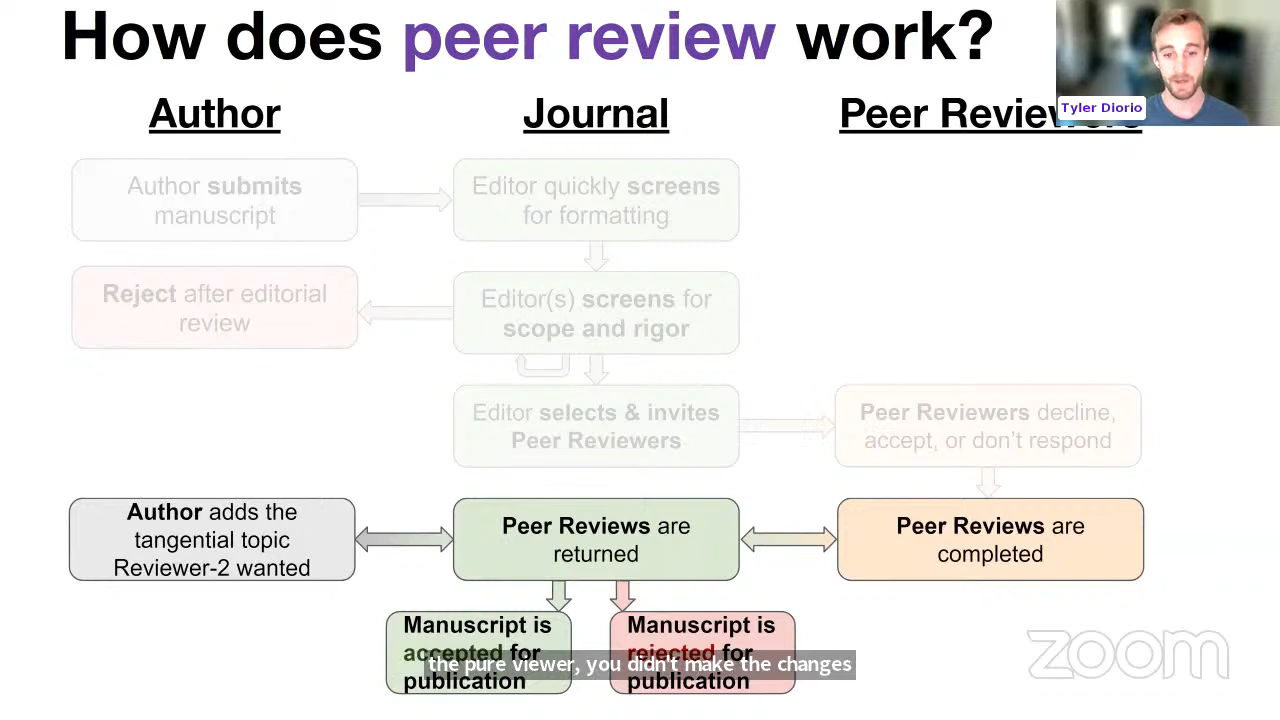 How does peer review work?
Tyler Diorio
Author
Journal
Peer Reviewers
Author submits
manuscript
Editor quickly screens
for formatting
Reject after editorial
review
Editor(s) screens for
scope and rigor
Editor selects & invites
Peer Reviewers
Peer Reviewers decline,
accept, or don't respond
Author adds the
tangential topic
Reviewer-2 wanted
Peer Reviews are
returned
Peer Reviews are
completed
Manuscript is
accepted for
publication
Manuscript is
rejected for
publication
the pure viewer, you didn't make the changes
zoom